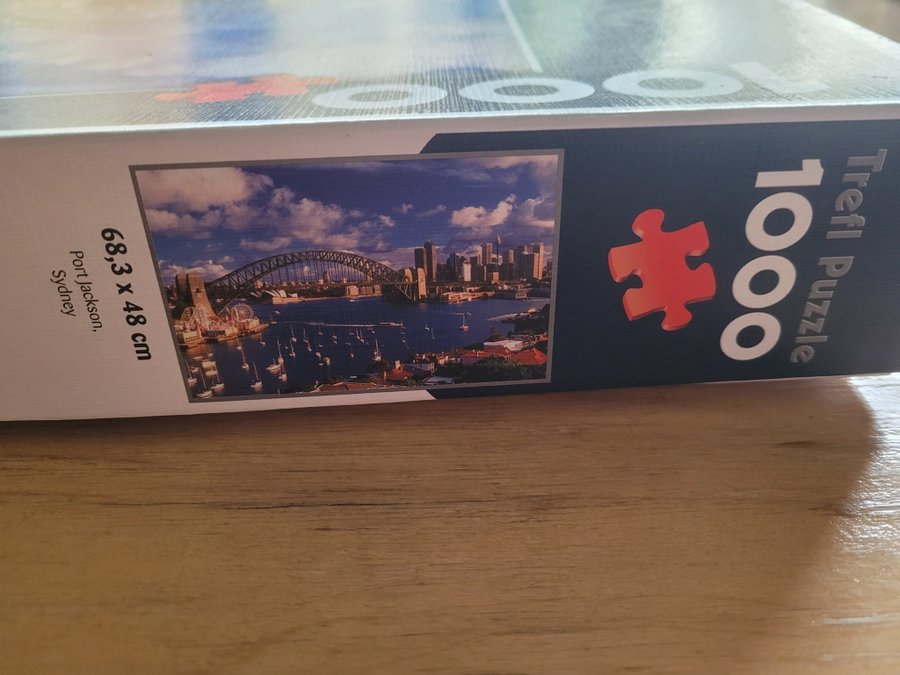 Trefl Puzzle
1000
68,3 x 48 cm
Port Jackson,
Sydney
1000